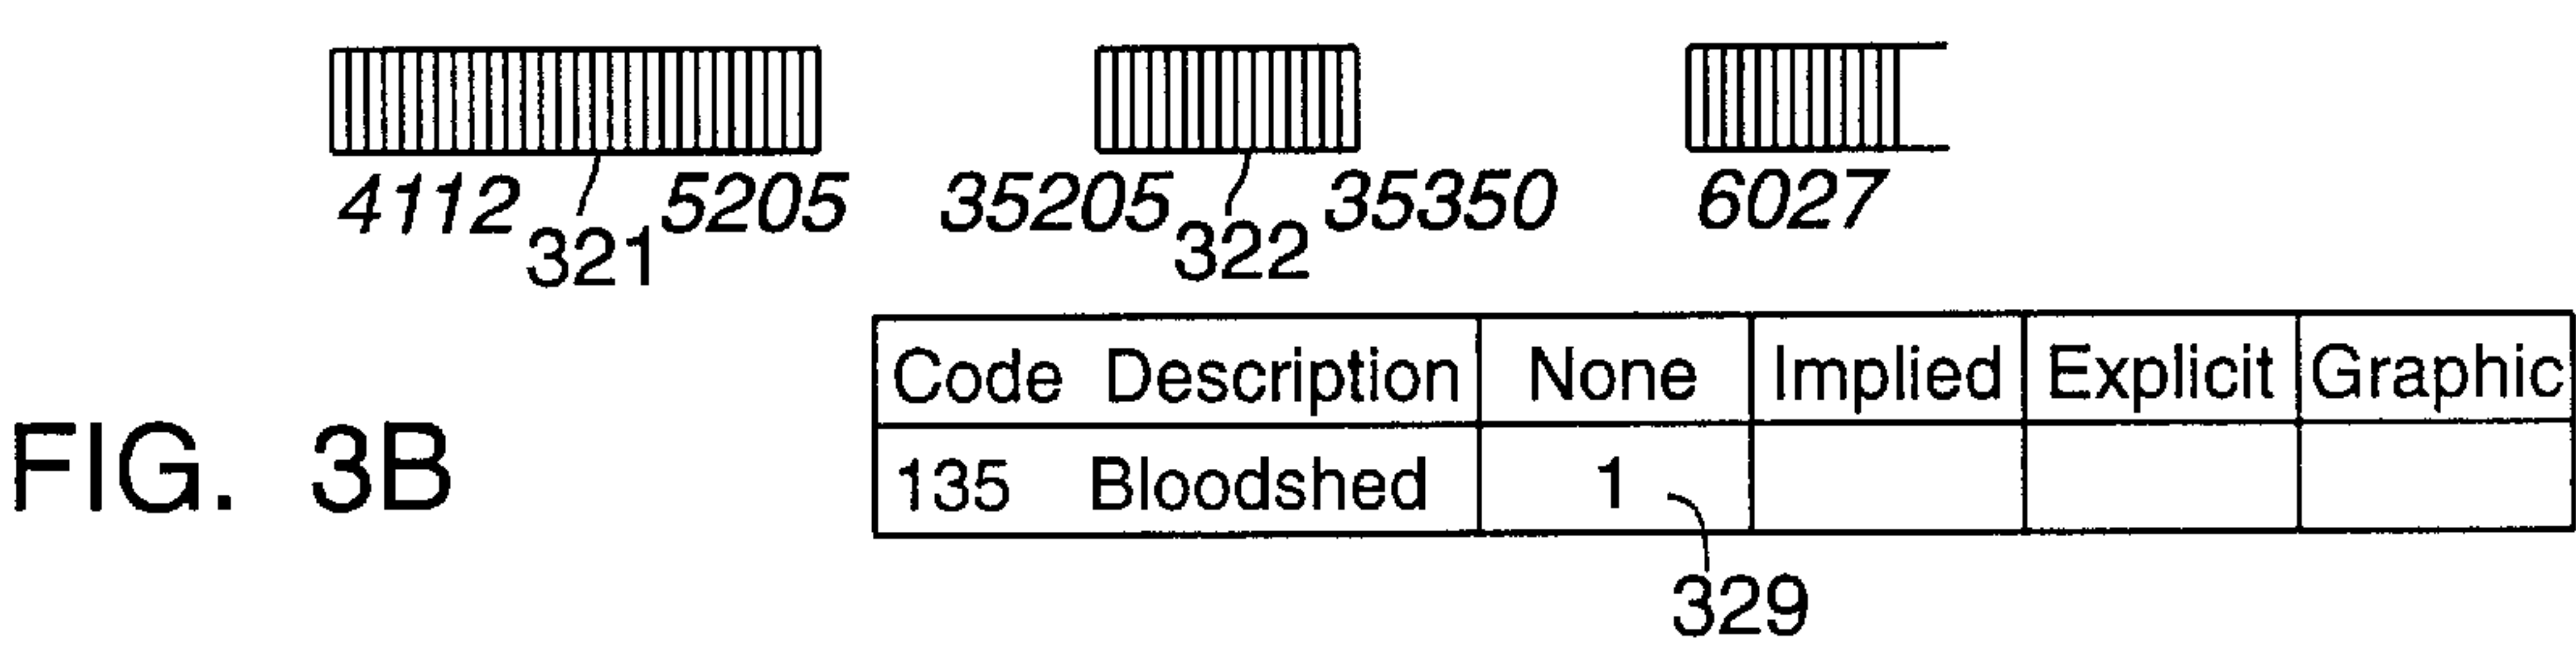 4112 321 5205 35205 322 35350 6027
Code Description None Implied Explicit Graphic
135 Bloodshed 1
FIG. 3B
329